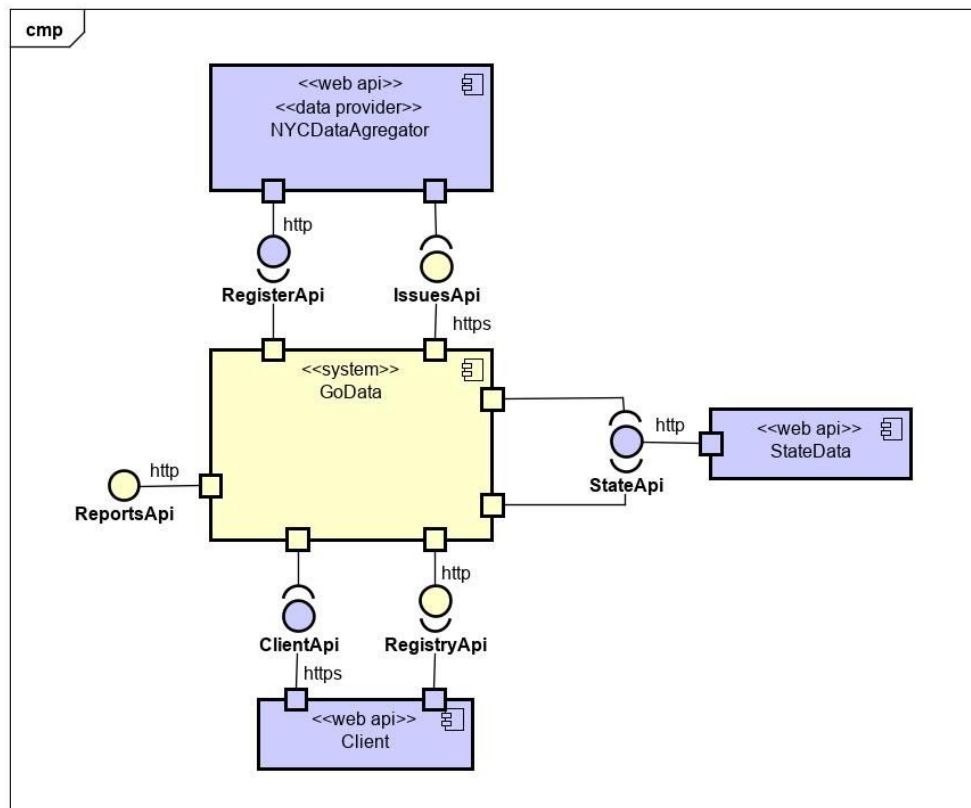 cmp
<<web api>>
<<data provider>>
NYCDataAgregator
http
RegisterApi
IssuesApi
https
<<system>>
GoData
http
<<web api>>
StateData
StateApi
http
ReportsApi
http
ClientApi
RegistryApi
https
<<web api>>
Client